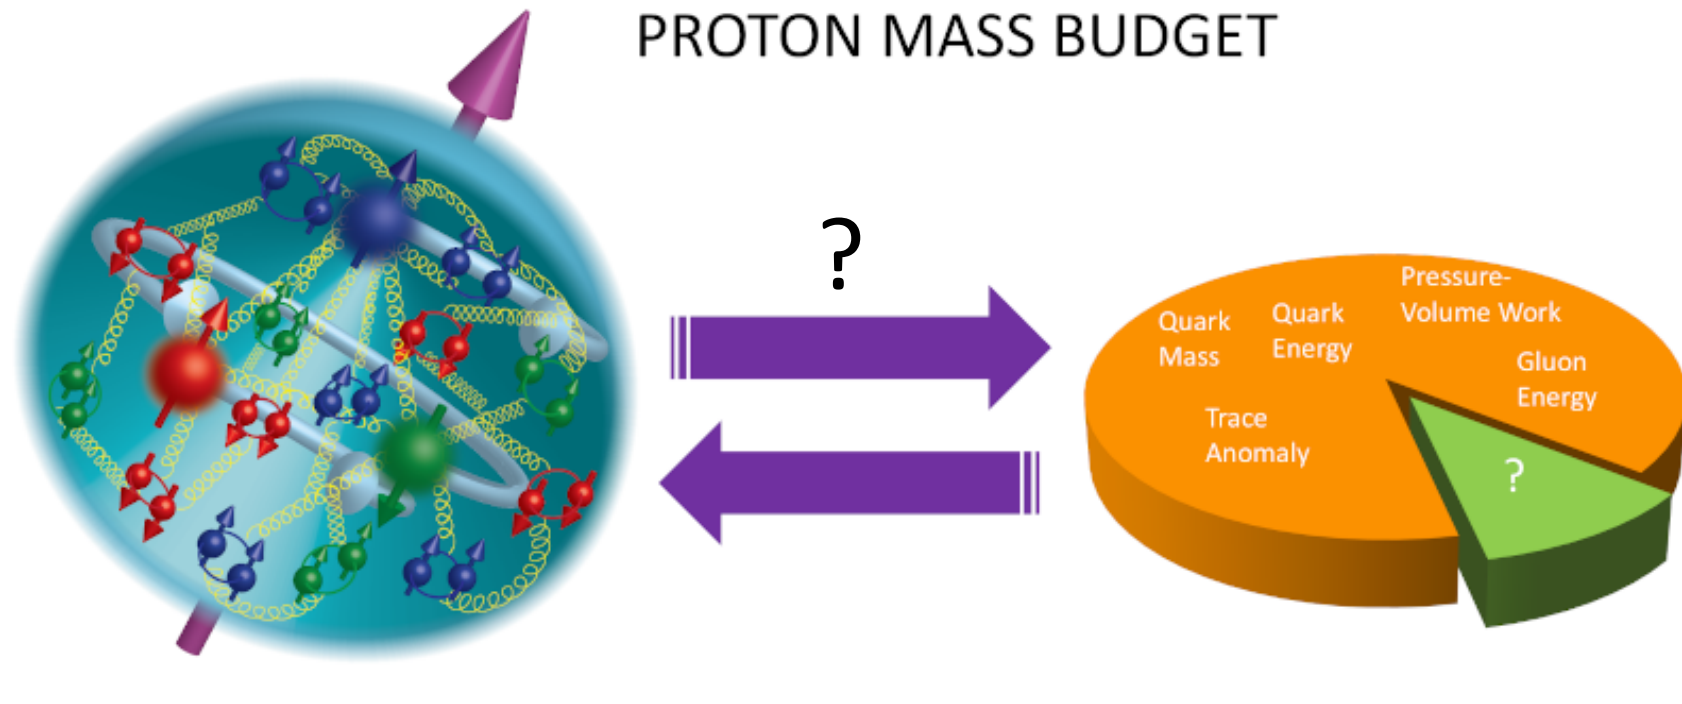 PROTON MASS BUDGET
?
Pressure-
Volume Work
Quark
Mass
Quark
Energy
Gluon
Energy
Trace
Anomaly
?